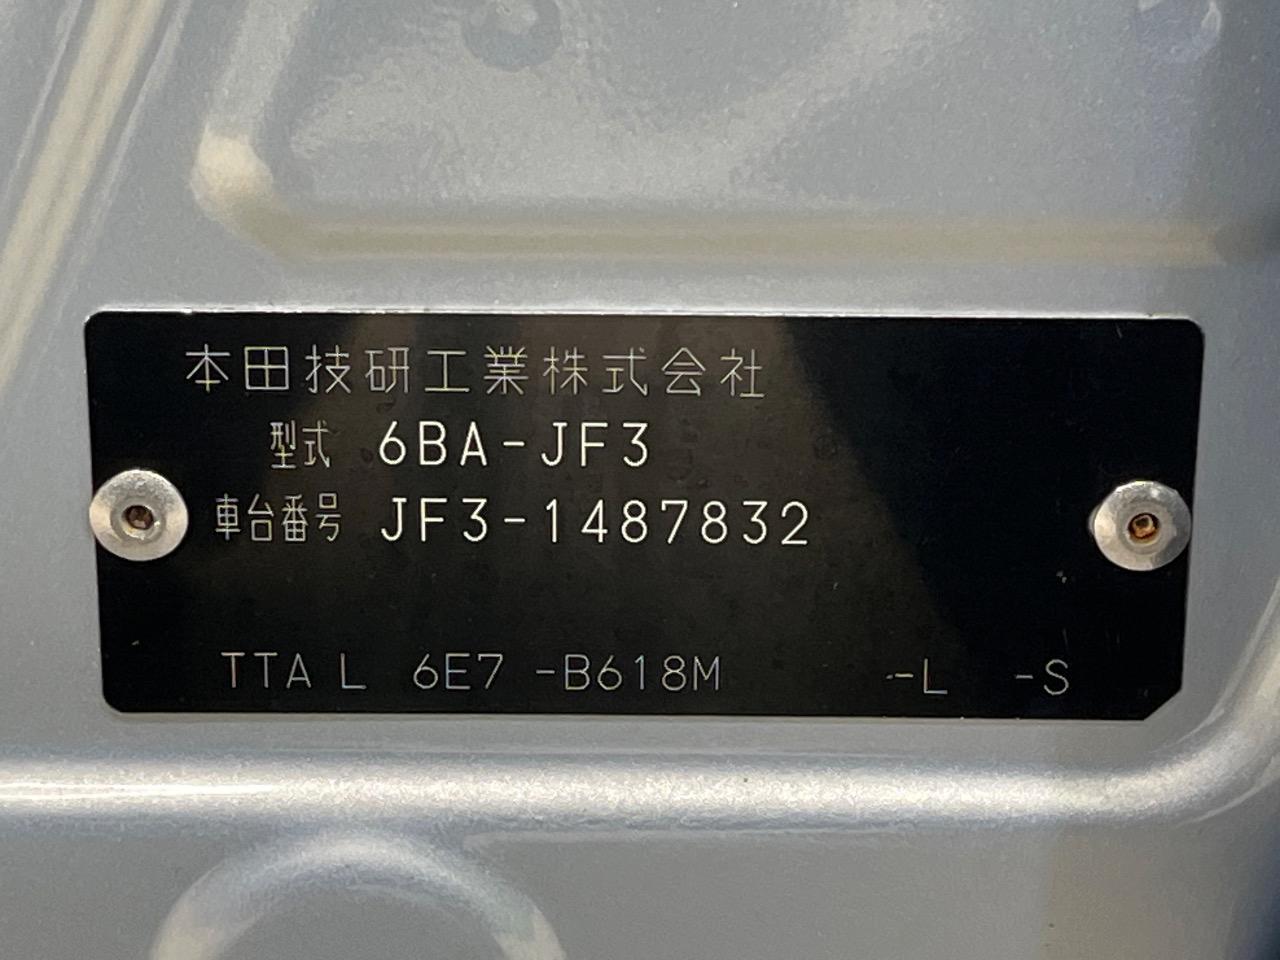 本田技研工業株式会社
型式 6BA-JF3
車台番号 JF3-1487832
TTA L 6E7 -B618M -L -S